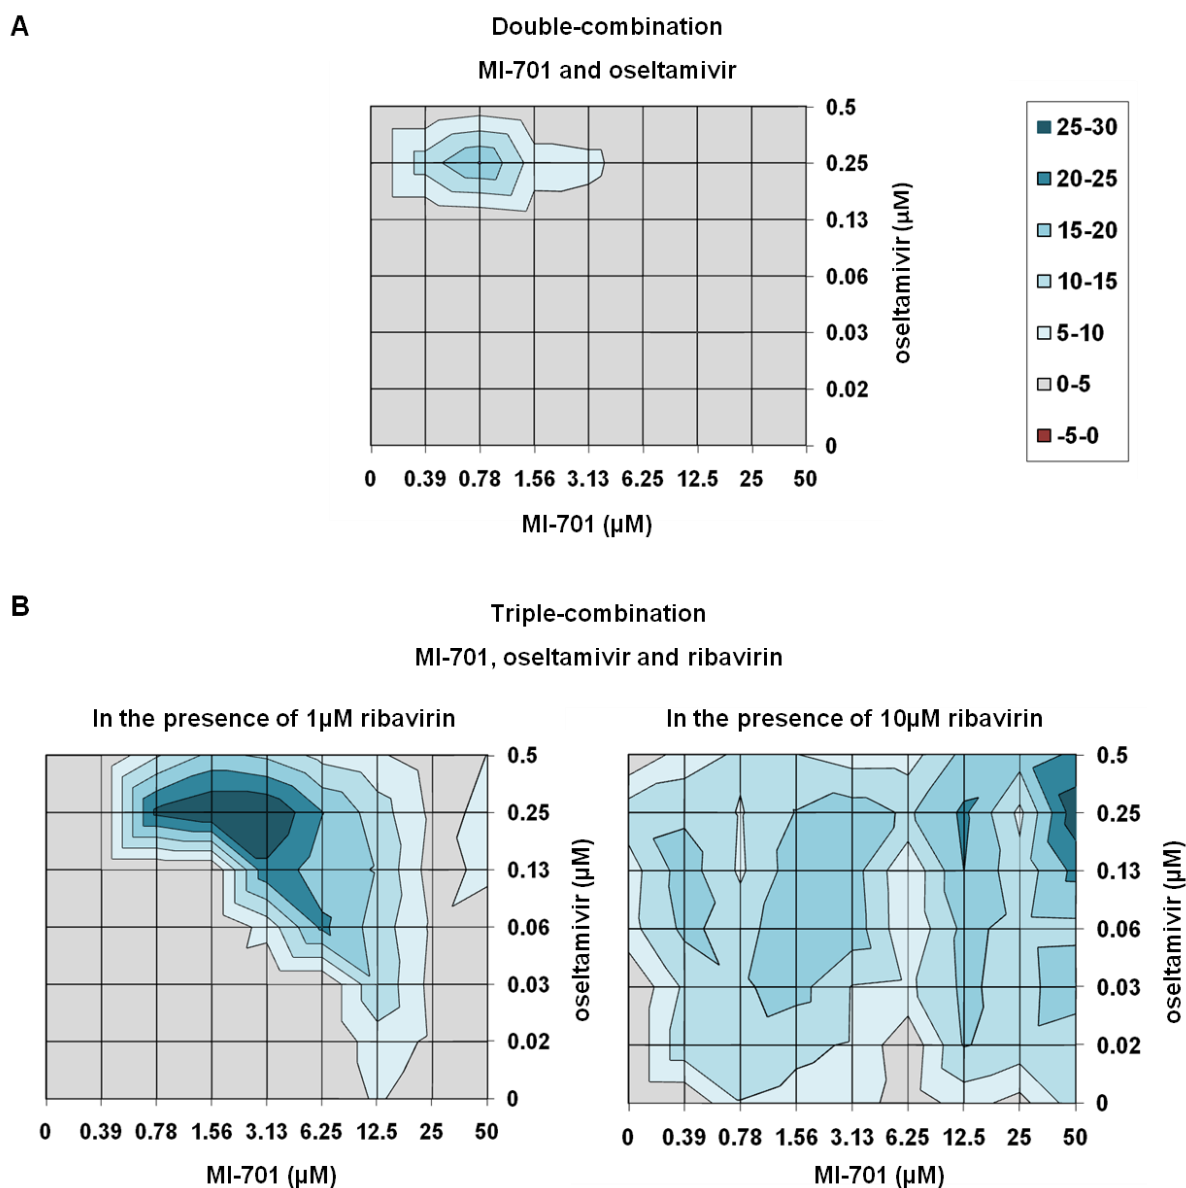 A
Double-combination
MI-701 and oseltamivir
0.5
0.25
0.13
0.06
0.03
0.02
0
oseltamivir (µM)
0 0.39 0.78 1.56 3.13 6.25 12.5 25 50
MI-701 (µM)
25-30
20-25
15-20
10-15
5-10
0-5
-5-0
B
Triple-combination
MI-701, oseltamivir and ribavirin
In the presence of 1µM ribavirin
0.5
0.25
0.13
0.06
0.03
0.02
0
oseltamivir (µM)
0 0.39 0.78 1.56 3.13 6.25 12.5 25 50
MI-701 (µM)
In the presence of 10µM ribavirin
0.5
0.25
0.13
0.06
0.03
0.02
0
oseltamivir (µM)
0 0.39 0.78 1.56 3.13 6.25 12.5 25 50
MI-701 (µM)